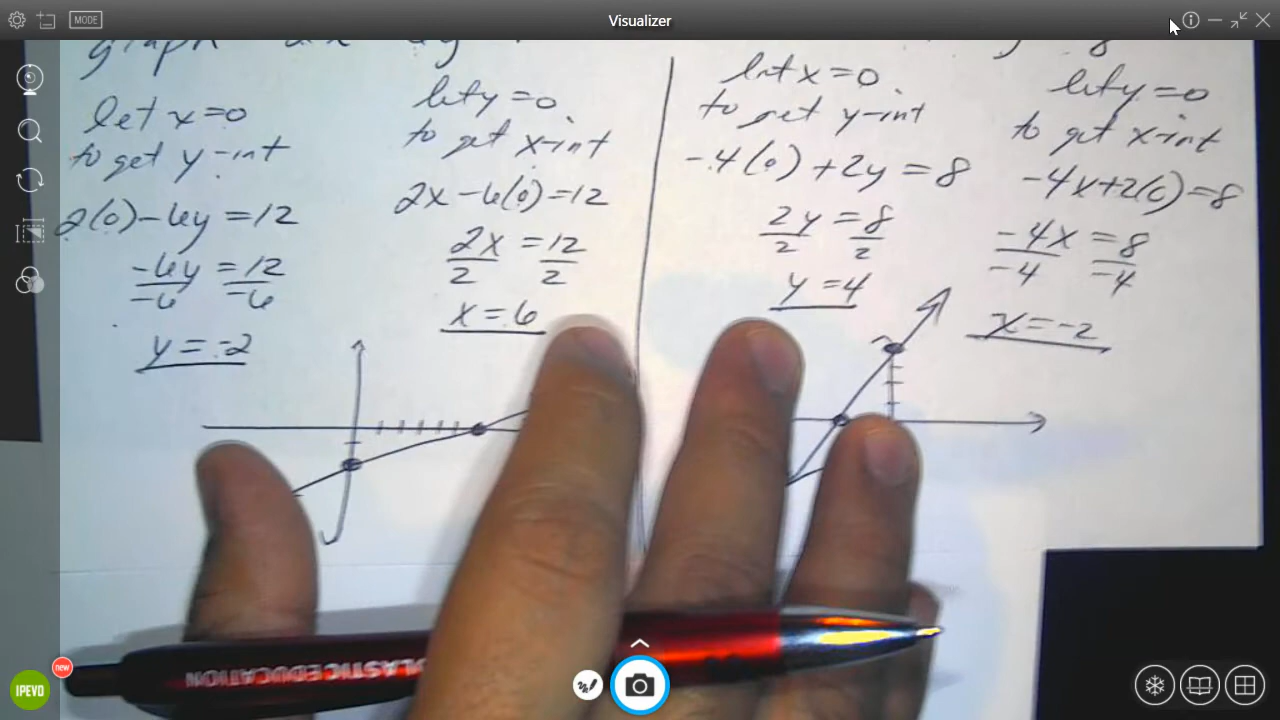 Visualizer
MODE
graph
let x=0
to get y-int
2(0)-6y=12
-6y =12
-6 -6
y=-2
let y=0
to get x-int
2x-6(0)=12
2x =12
2 2
x=6
let x=0
to get y-int
-4(0)+2y=8
2y=8
2 2
y=4
let y=0
to get x-int
-4x+2(0)=8
-4x=8
-4 -4
x=-2
PLASTIC EDUCATION
new
IPEVO